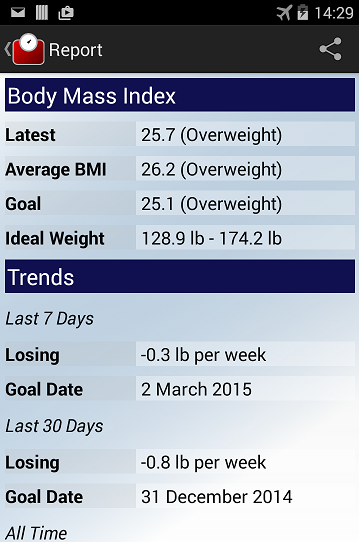 14:29
Report
Body Mass Index
Latest 25.7 (Overweight)
Average BMI 26.2 (Overweight)
Goal 25.1 (Overweight)
Ideal Weight 128.9 lb - 174.2 lb
Trends
Last 7 Days
Losing -0.3 lb per week
Goal Date 2 March 2015
Last 30 Days
Losing -0.8 lb per week
Goal Date 31 December 2014
All Time